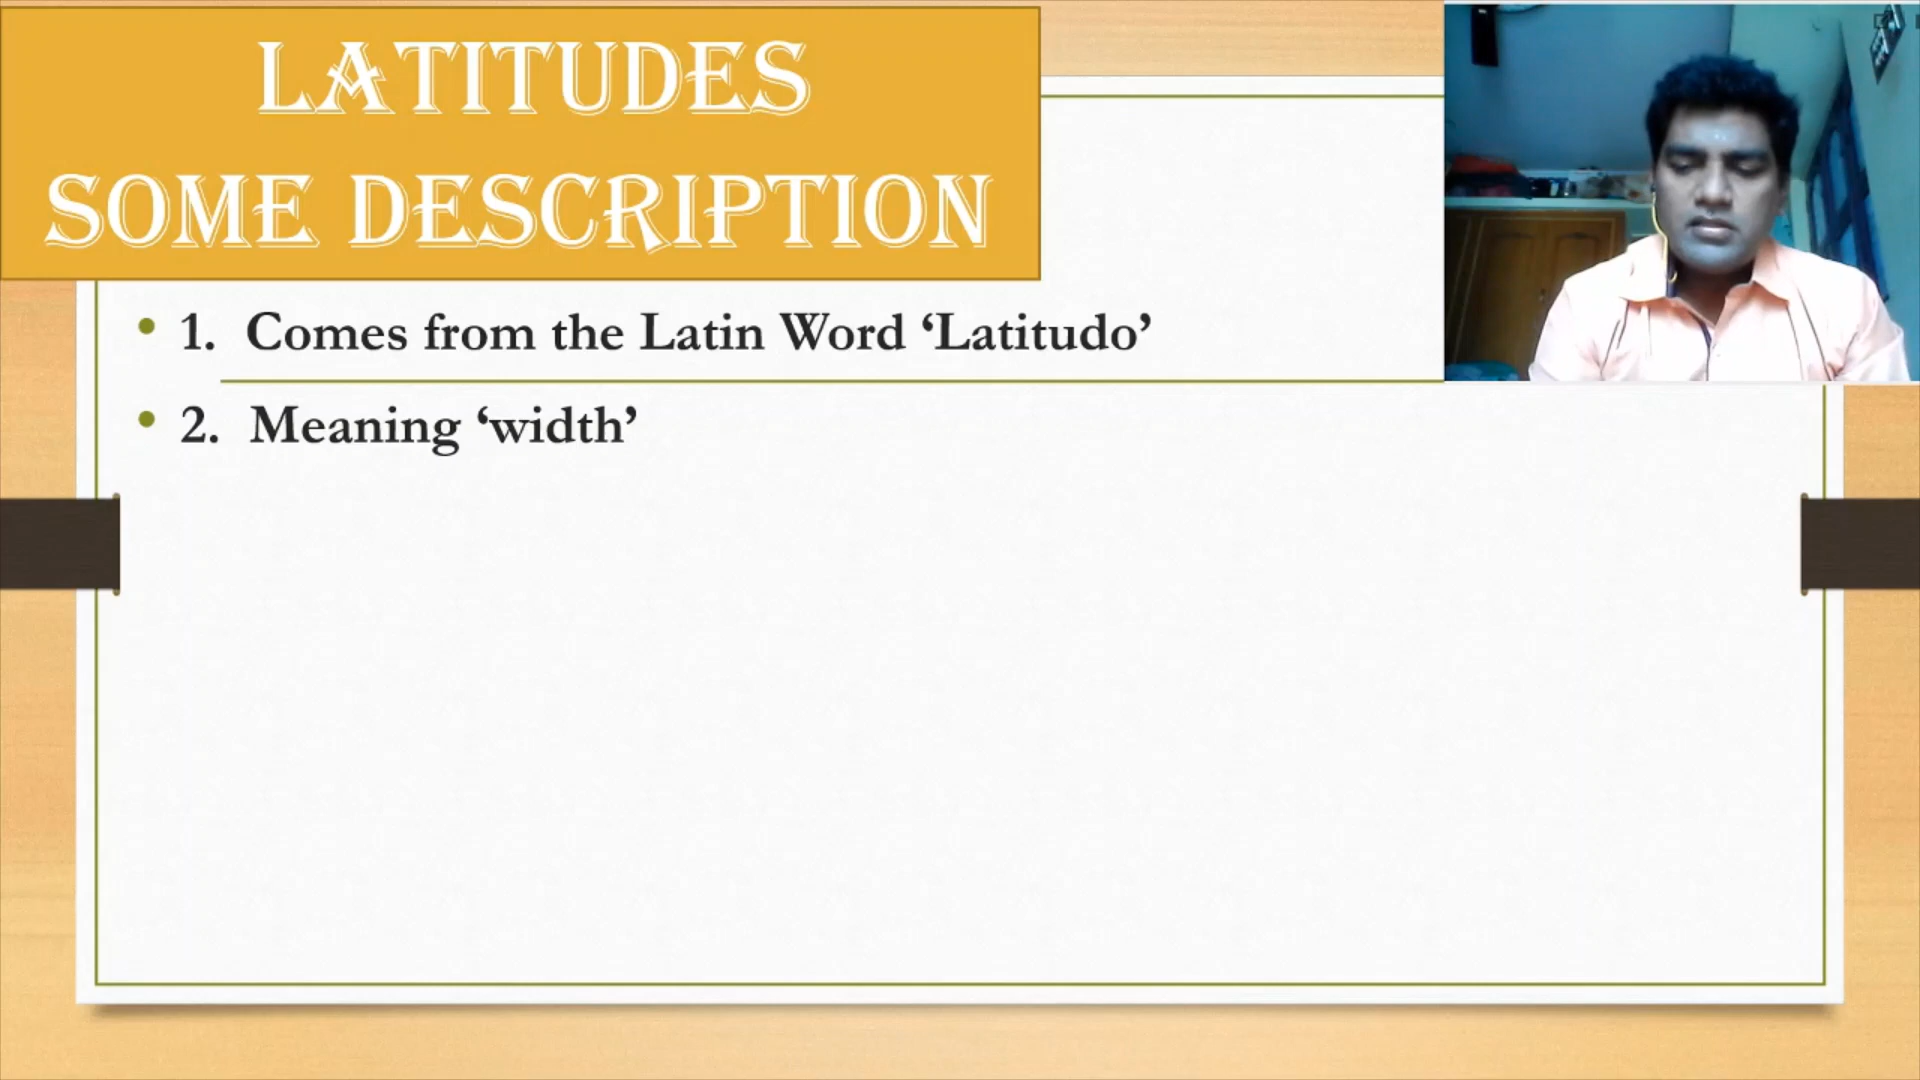 LATITUDES
SOME DESCRIPTION
• 1. Comes from the Latin Word ‘Latitudo’
• 2. Meaning ‘width’